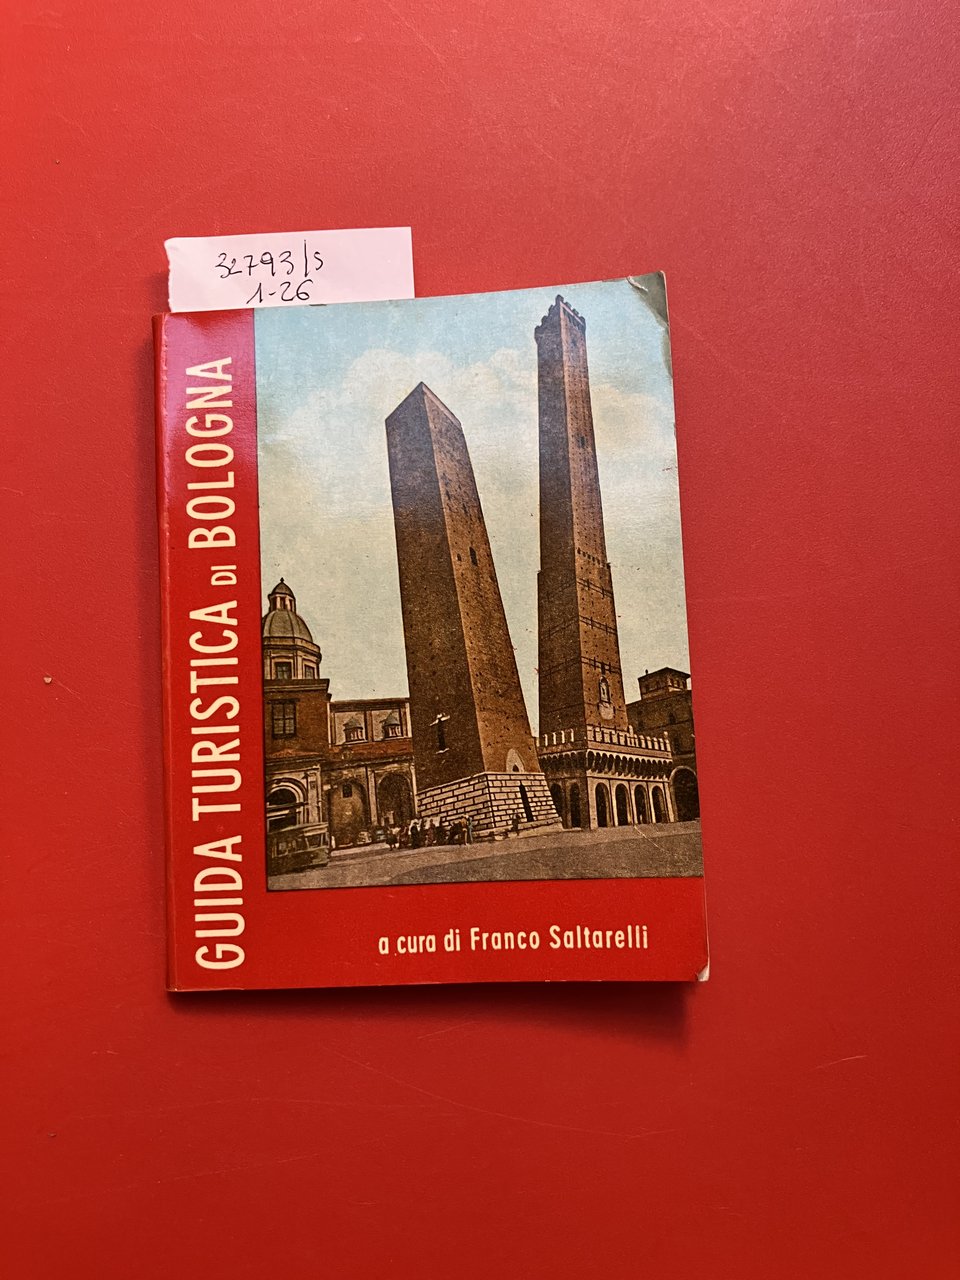 32793/s
1-26
GUIDA TURISTICA DI BOLOGNA
a cura di Franco Saltarelli